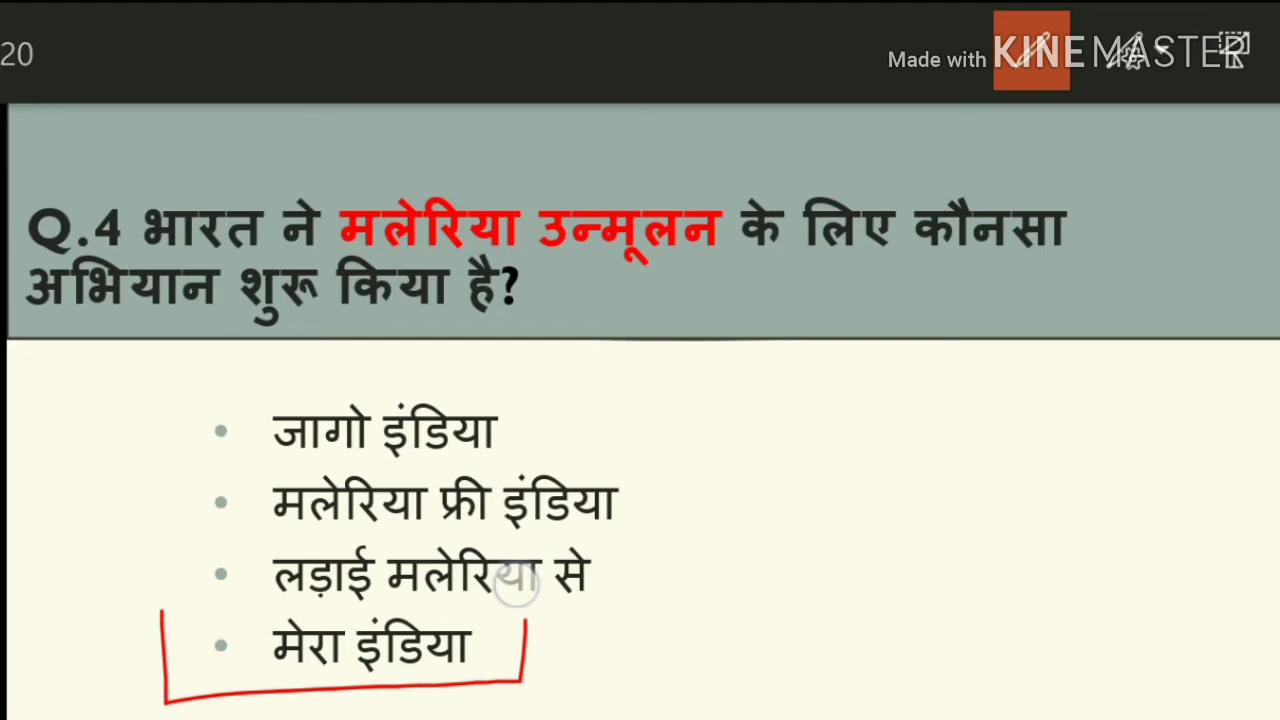 20
Made with KINEMASTER
Q.4 भारत ने मलेरिया उन्मूलन के लिए कौनसा
अभियान शुरू किया है?
• जागो इंडिया
• मलेरिया फ्री इंडिया
• लड़ाई मलेरिया से
• मेरा इंडिया